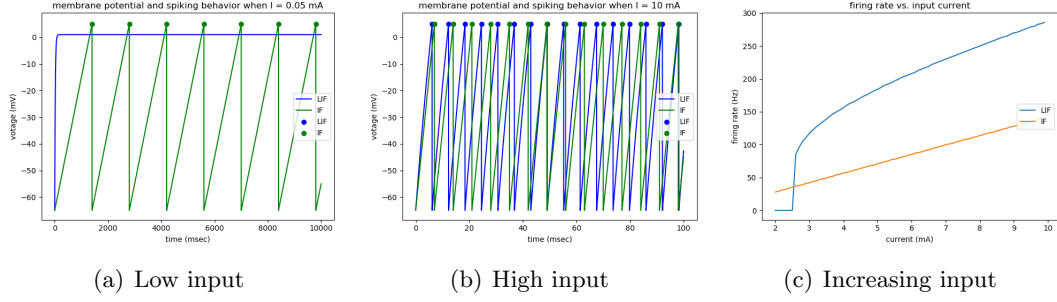 membrane potential and spiking behavior when I = 0.05 mA
0
−10
−20
−30
−40
−50
−60
votage (mV)
LIF
IF
LIF
IF
0 2000 4000 6000 8000 10000
time (msec)
(a) Low input
membrane potential and spiking behavior when I = 10 mA
0
−10
−20
−30
−40
−50
−60
votage (mV)
LIF
IF
LIF
IF
0 20 40 60 80 100
time (msec)
(b) High input
firing rate vs. input current
300
250
200
150
100
50
0
firing rate (Hz)
LIF
IF
2 3 4 5 6 7 8 9 10
current (mA)
(c) Increasing input